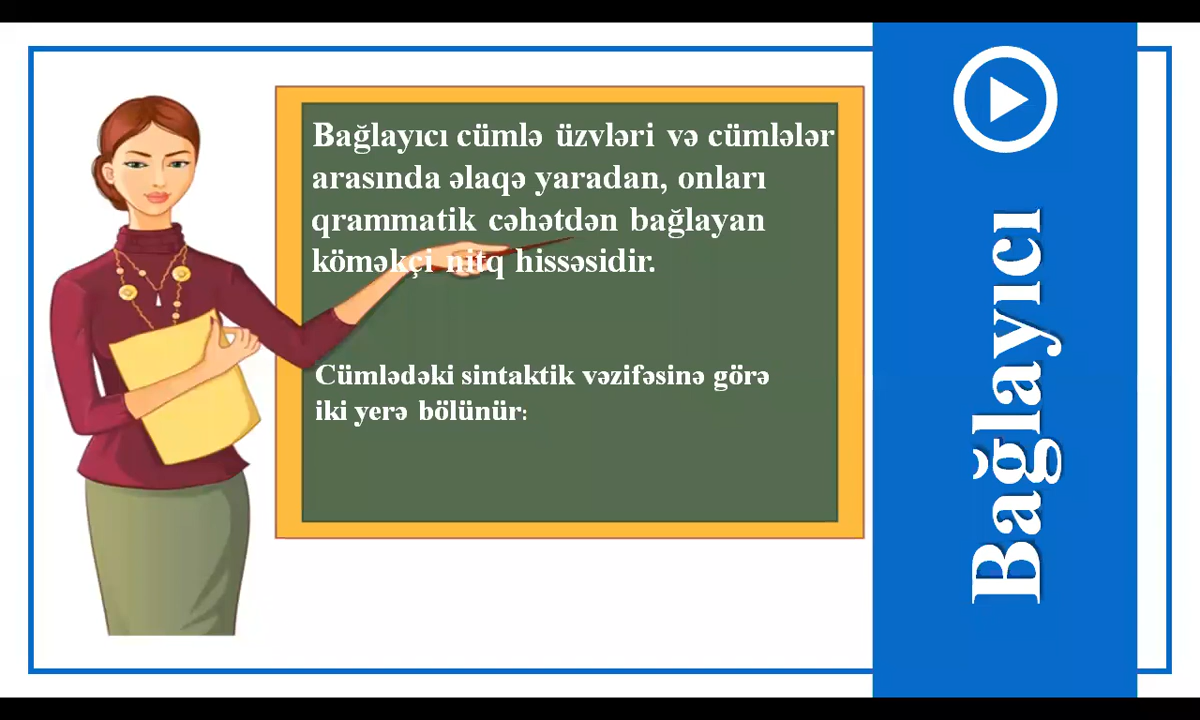 Bağlayıcı cümlə üzvləri və cümlələr
arasında əlaqə yaradan, onları
qrammatik cəhətdən bağlayan
köməkçi nitq hissəsidir.
Cümlədəki sintaktik vəzifəsinə görə
iki yerə bölünür:
Bağlayıcı